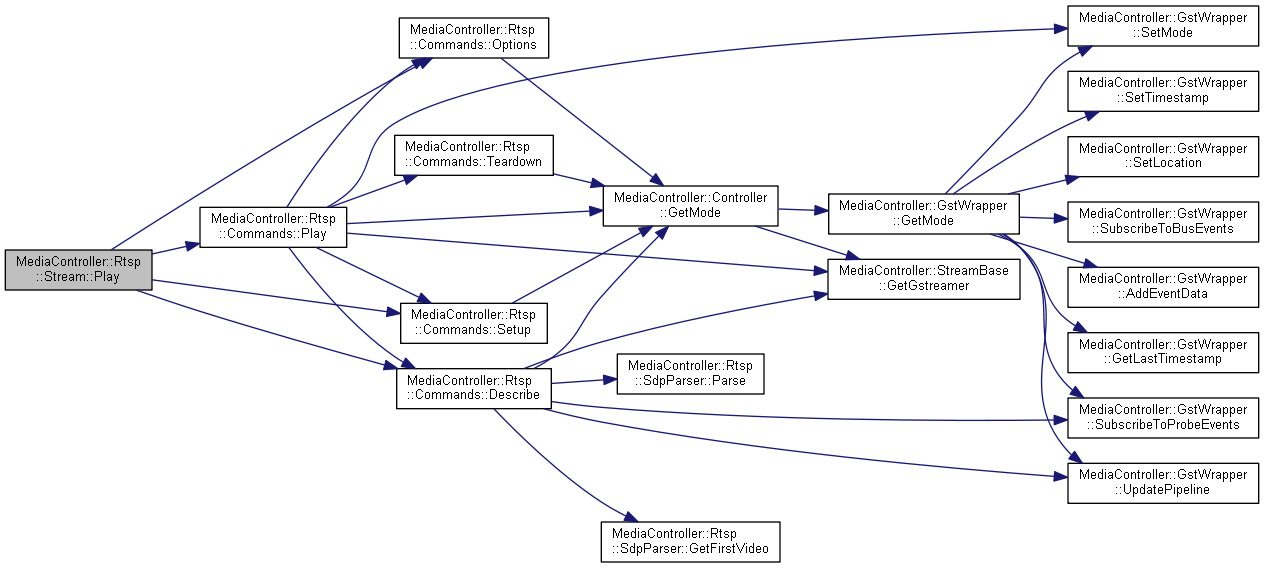 MediaController::Rtsp
::Stream::Play
MediaController::Rtsp
::Commands::Options
MediaController::Rtsp
::Commands::Play
MediaController::Rtsp
::Commands::Teardown
MediaController::Rtsp
::Commands::Setup
MediaController::Rtsp
::Commands::Describe
MediaController::Controller
::GetMode
MediaController::Rtsp
::SdpParser::Parse
MediaController::Rtsp
::SdpParser::GetFirstVideo
MediaController::GstWrapper
::GetMode
MediaController::StreamBase
::GetGstreamer
MediaController::GstWrapper
::SetMode
MediaController::GstWrapper
::SetTimestamp
MediaController::GstWrapper
::SetLocation
MediaController::GstWrapper
::SubscribeToBusEvents
MediaController::GstWrapper
::AddEventData
MediaController::GstWrapper
::GetLastTimestamp
MediaController::GstWrapper
::SubscribeToProbeEvents
MediaController::GstWrapper
::UpdatePipeline